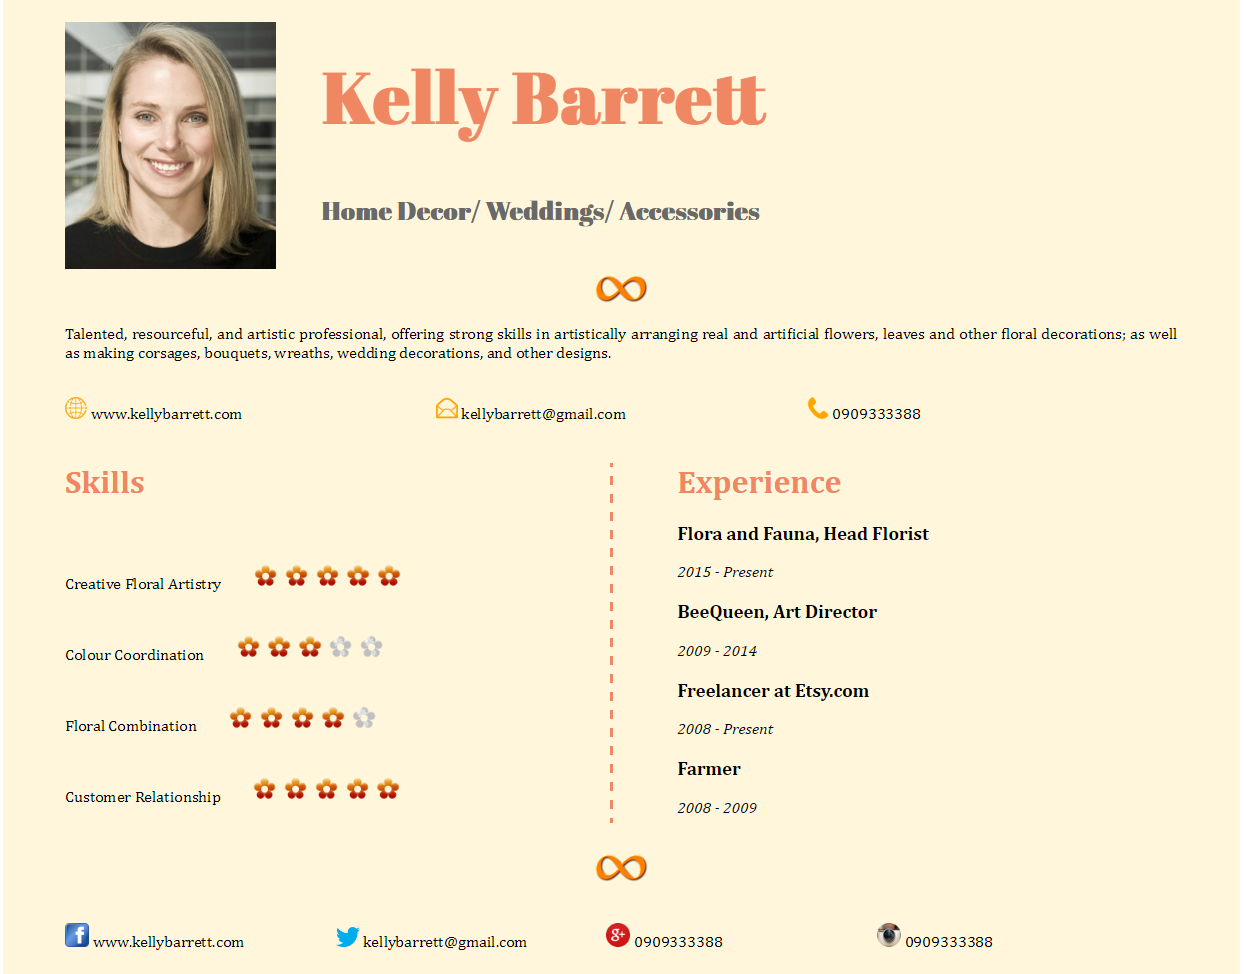 Kelly Barrett
Home Decor/ Weddings/ Accessories
Talented, resourceful, and artistic professional, offering strong skills in artistically arranging real and artificial flowers, leaves and other floral decorations; as well
as making corsages, bouquets, wreaths, wedding decorations, and other designs.
www.kellybarrett.com
kellybarrett@gmail.com
0909333388
Skills
Creative Floral Artistry
Colour Coordination
Floral Combination
Customer Relationship
Experience
Flora and Fauna, Head Florist
2015 - Present
BeeQueen, Art Director
2009 - 2014
Freelancer at Etsy.com
2008 - Present
Farmer
2008 - 2009
f www.kellybarrett.com
kellybarrett@gmail.com
g+ 0909333388
0909333388